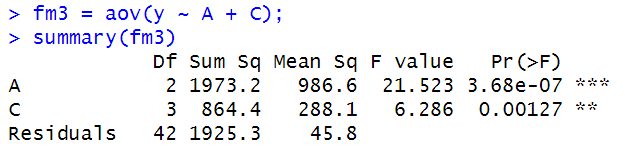 > fm3 = aov(y ~ A + C);
> summary(fm3)
            Df Sum Sq Mean Sq F value   Pr(>F)
A            2 1973.2   986.6  21.523 3.68e-07 ***
C            3  864.4   288.1   6.286  0.00127 **
Residuals   42 1925.3    45.8